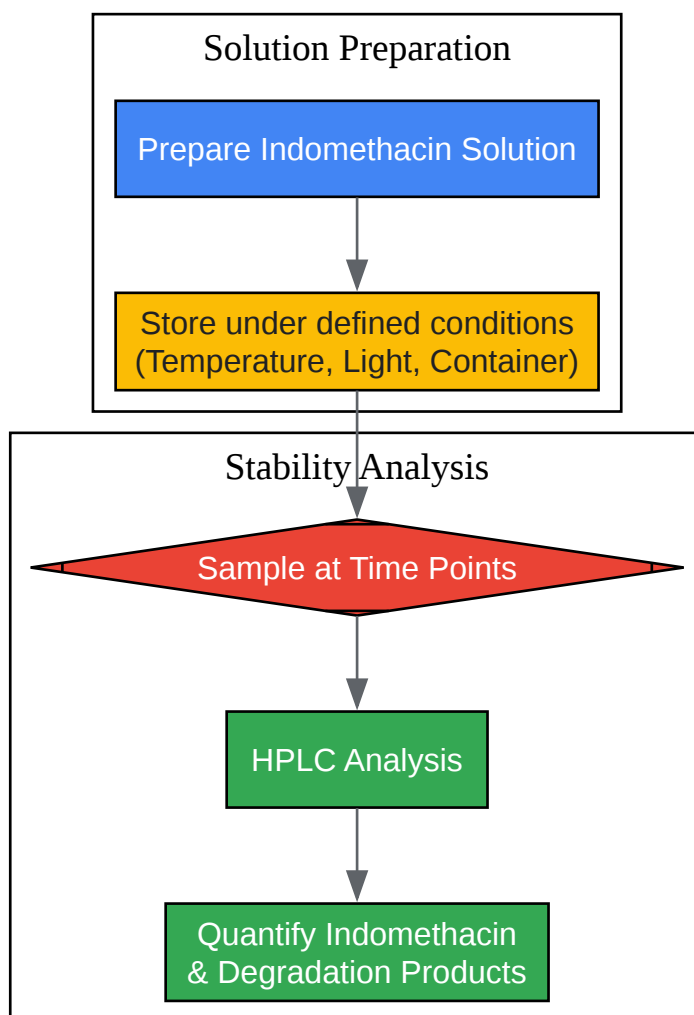 Solution Preparation
Prepare Indomethacin Solution
Store under defined conditions
(Temperature, Light, Container)
Stability Analysis
Sample at Time Points
HPLC Analysis
Quantify Indomethacin
& Degradation Products